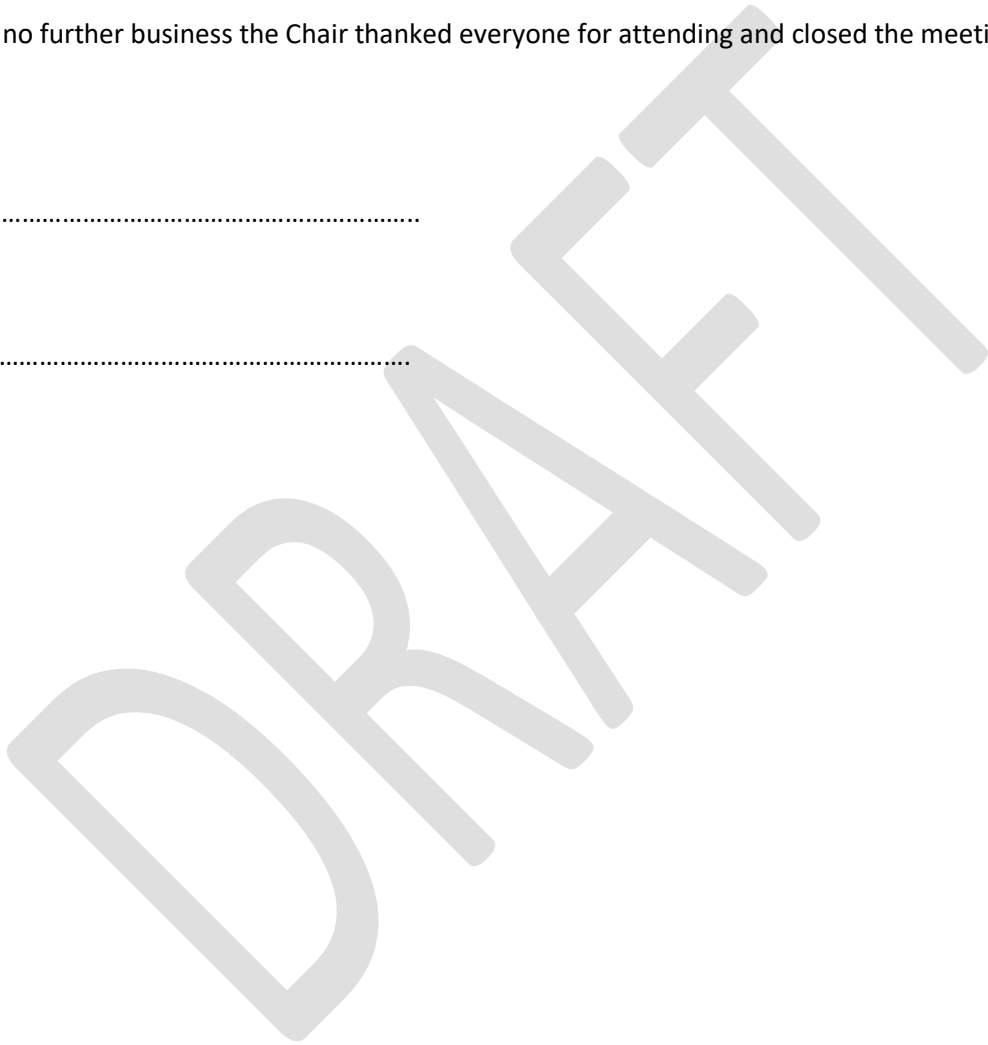 no further business the Chair thanked everyone for attending and closed the meeti
…………………………………………………………..
………………………………………………………….
DRAFT